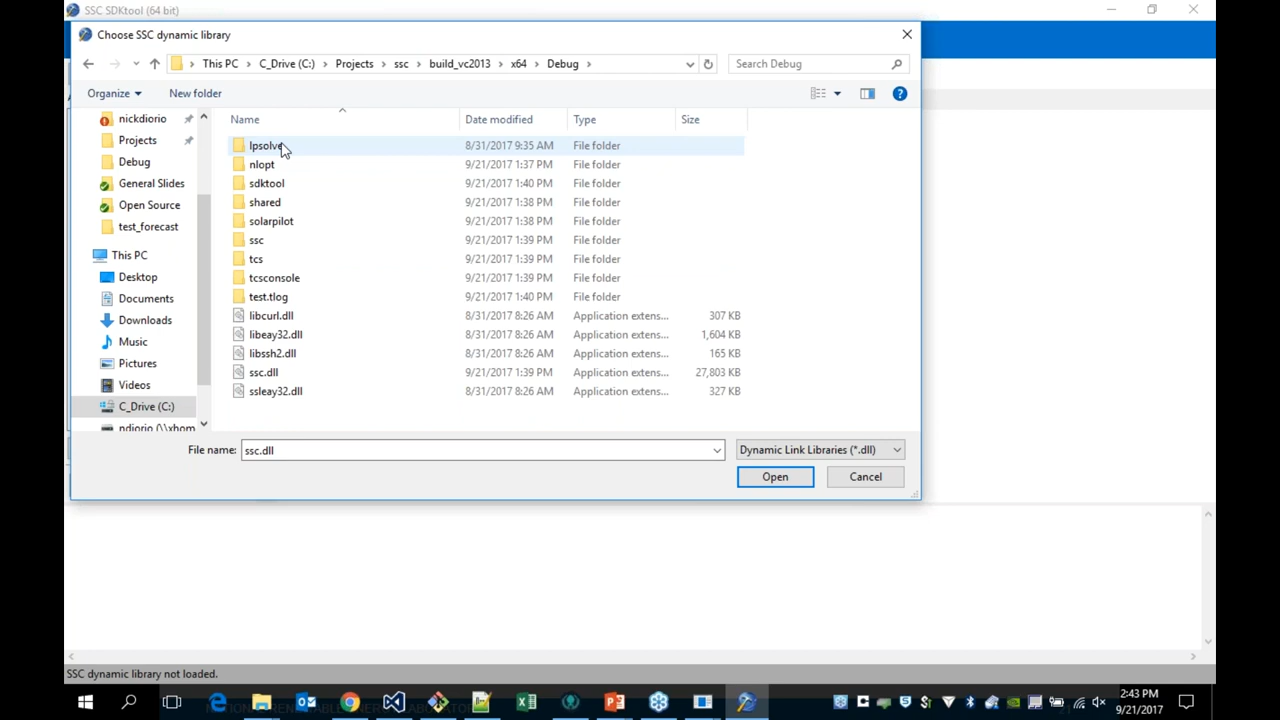 SSC SDKtool (64 bit)
Choose SSC dynamic library
This PC > C_Drive (C:) > Projects > ssc > build_vc2013 > x64 > Debug >
Search Debug
Organize
New folder
Name Date modified Type Size
nickdiorio
Projects
Debug
General Slides
Open Source
test_forecast
This PC
Desktop
Documents
Downloads
Music
Pictures
Videos
C_Drive (C:)
ndiorio (\\xhom
lpsolve 8/31/2017 9:35 AM File folder
nlopt 9/21/2017 1:37 PM File folder
sdktool 9/21/2017 1:40 PM File folder
shared 9/21/2017 1:38 PM File folder
solarpilot 9/21/2017 1:38 PM File folder
ssc 9/21/2017 1:39 PM File folder
tcs 9/21/2017 1:39 PM File folder
tcsconsole 9/21/2017 1:39 PM File folder
test.tlog 9/21/2017 1:40 PM File folder
libcurl.dll 8/31/2017 8:26 AM Application extens... 307 KB
libeay32.dll 8/31/2017 8:26 AM Application extens... 1,604 KB
libssh2.dll 8/31/2017 8:26 AM Application extens... 165 KB
ssc.dll 9/21/2017 1:39 PM Application extens... 27,803 KB
ssleay32.dll 8/31/2017 8:26 AM Application extens... 327 KB
File name: ssc.dll
Dynamic Link Libraries (*.dll)
Open
Cancel
SSC dynamic library not loaded.
2:43 PM
9/21/2017